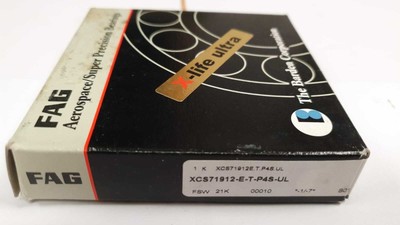 FAG
Aerospace/Super Precision Bearings
X-life ultra
B The Barden Corporation
FAG
1 K XCS71912E.T.P4S.UL
XCS71912-E-T-P4S-UL
FSW 21K 00010